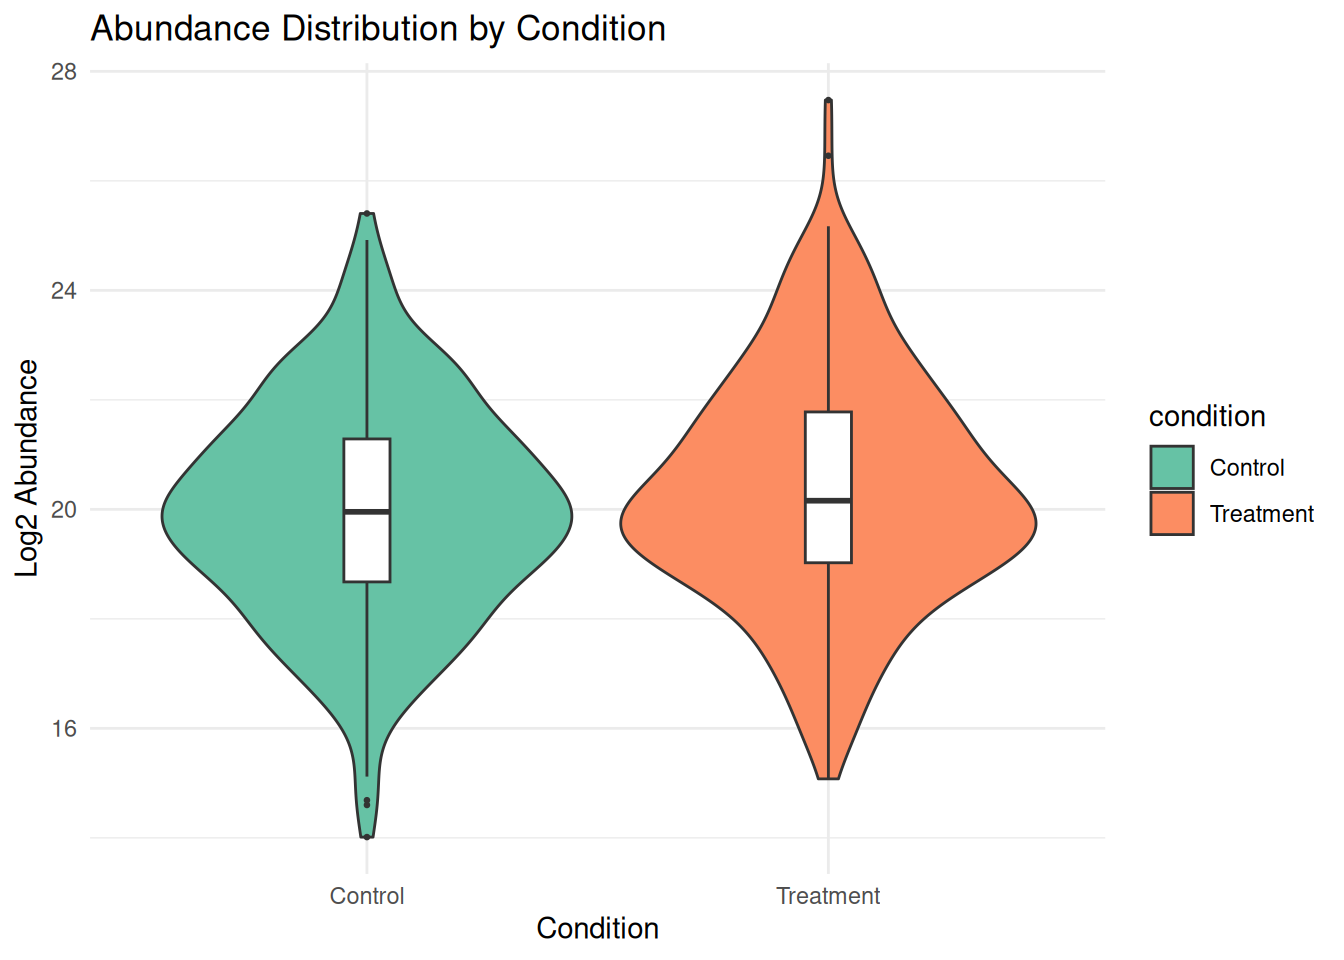 Abundance Distribution by Condition
28
24
20
16
Log2 Abundance
Control
Treatment
Condition
condition
Control
Treatment